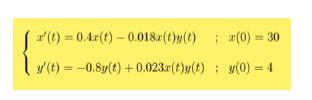 x′(t) = 0.4x(t) − 0.018x(t)y(t) ; x(0) = 30
y′(t) = −0.8y(t) + 0.023x(t)y(t) ; y(0) = 4